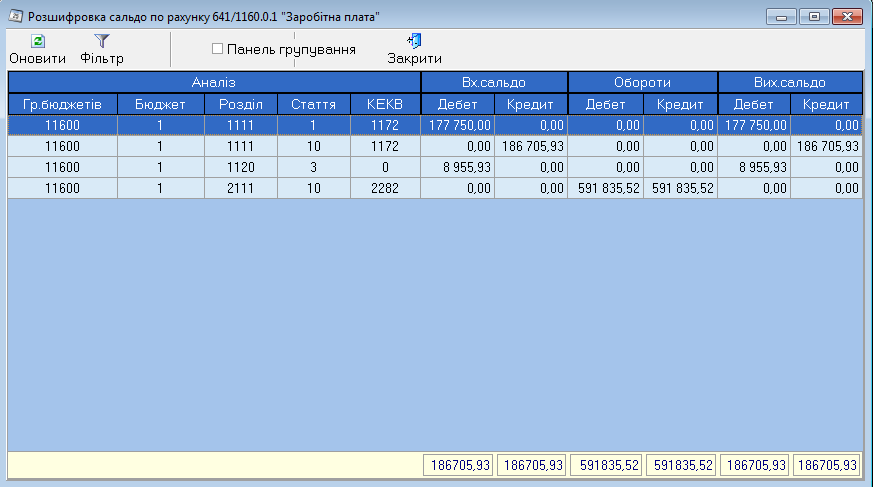 Розшифровка сальдо по рахунку 641/1160.0.1 "Заробітна плата"
Оновити Фільтр Панель групування Закрити
Аналіз Вх.сальдо Обороти Вих.сальдо
Гр.бюджетів Бюджет Розділ Стаття КЕКВ Дебет Кредит Дебет Кредит Дебет Кредит
11600 1 1111 1 1172 177 750,00 0,00 0,00 0,00 177 750,00 0,00
11600 1 1111 10 1172 0,00 186 705,93 0,00 0,00 0,00 186 705,93
11600 1 1120 3 0 8 955,93 0,00 0,00 0,00 8 955,93 0,00
11600 1 2111 10 2282 0,00 0,00 591 835,52 591 835,52 0,00 0,00
186705,93 186705,93 591835,52 591835,52 186705,93 186705,93